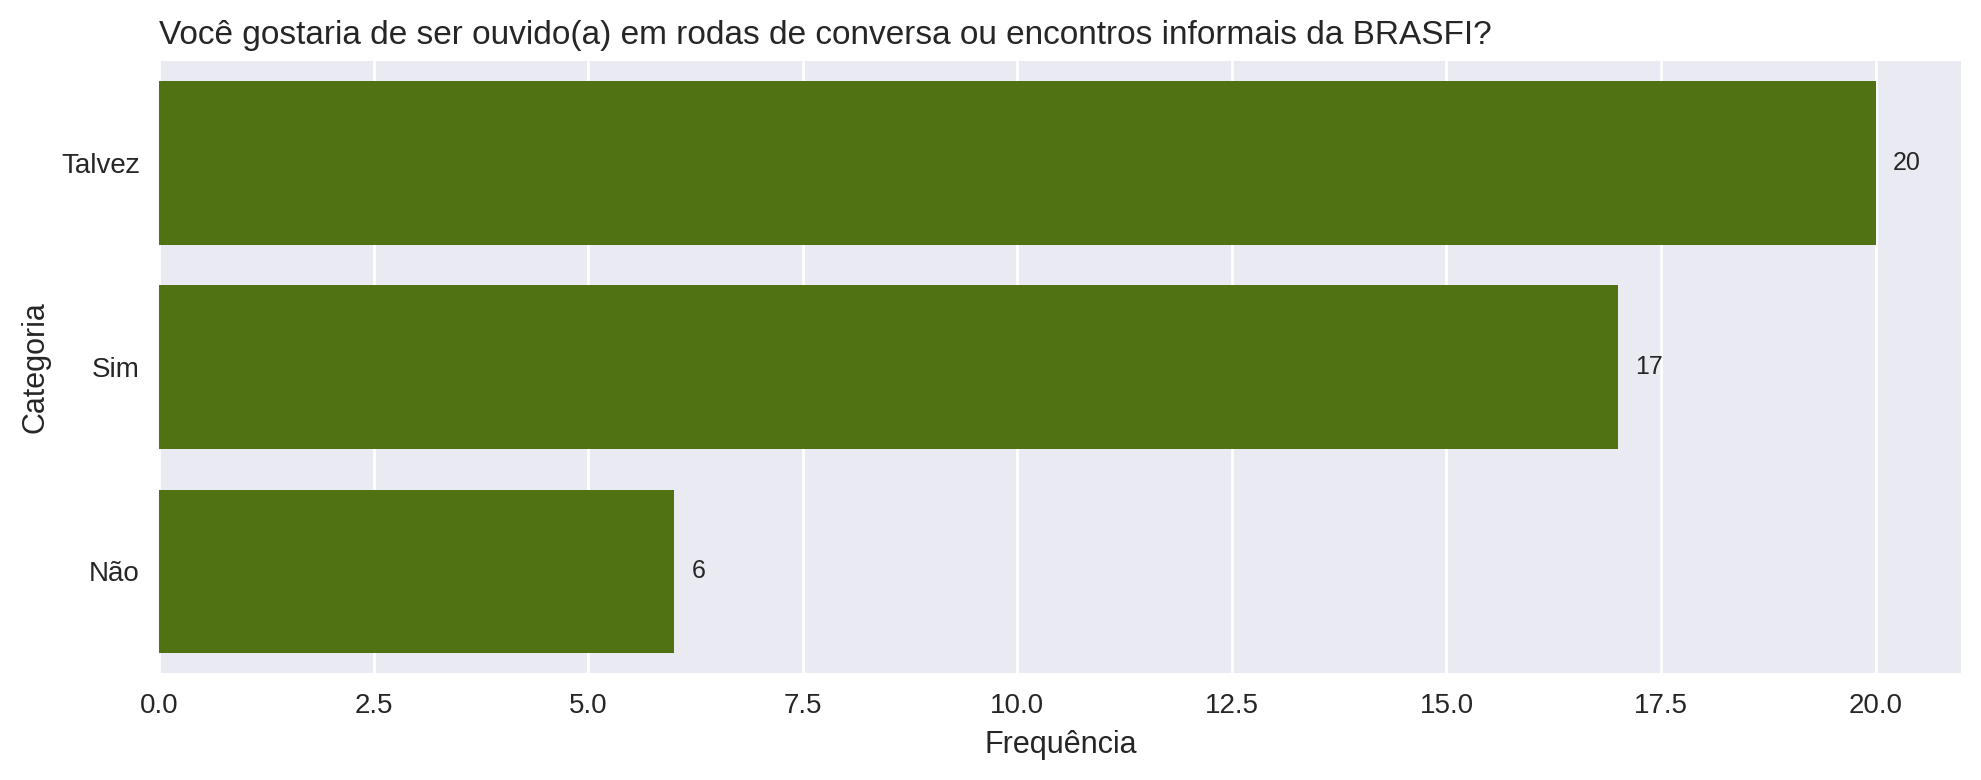 Você gostaria de ser ouvido(a) em rodas de conversa ou encontros informais da BRASFI?
Talvez
20
Sim
17
Não
6
Categoria
0.0 2.5 5.0 7.5 10.0 12.5 15.0 17.5 20.0
Frequência